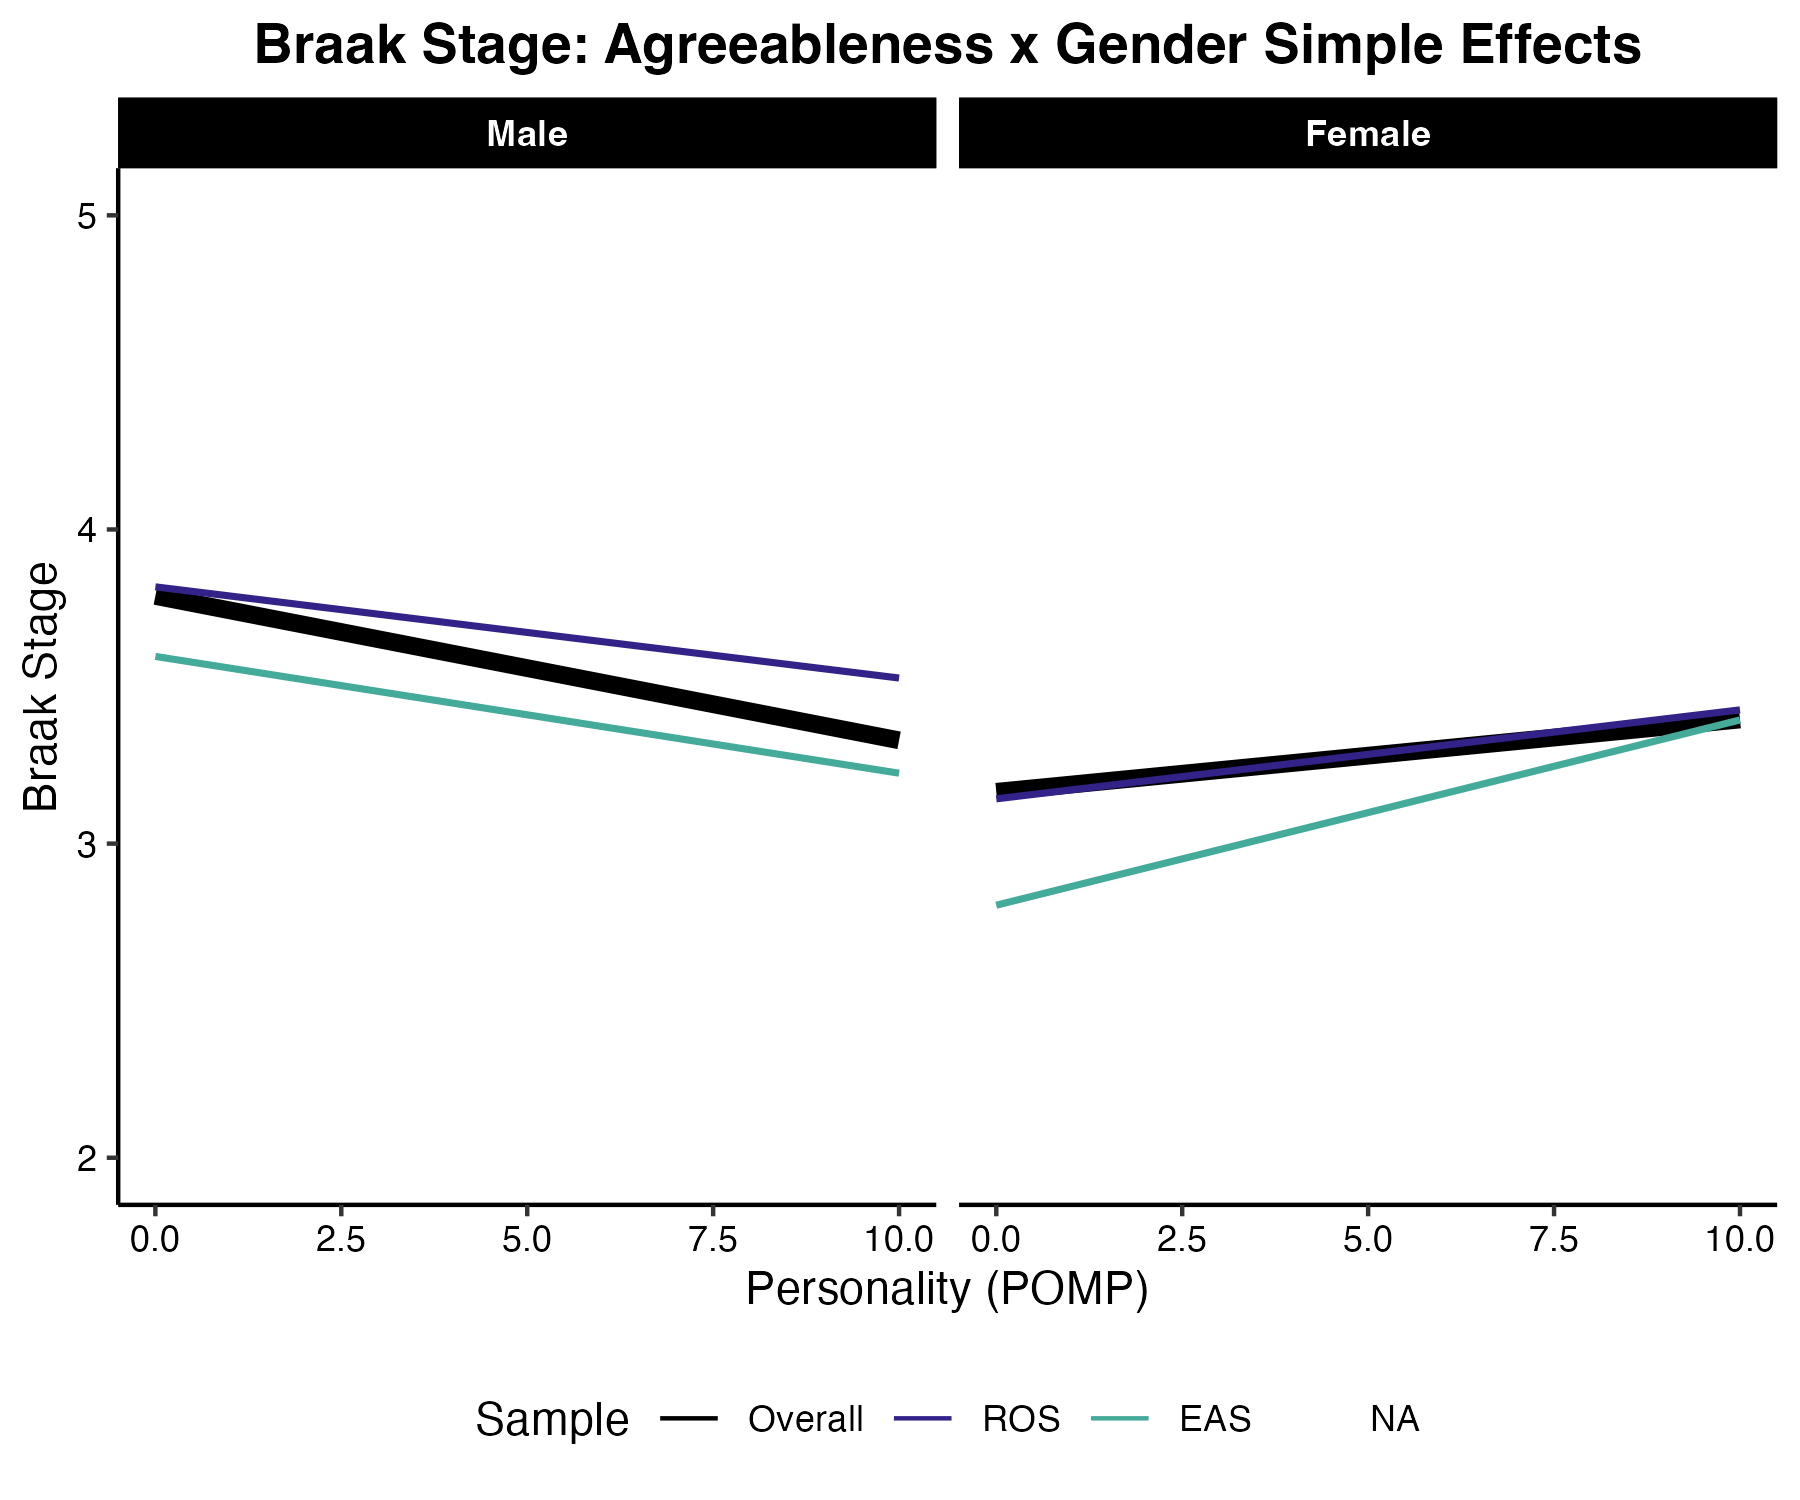 Braak Stage: Agreeableness x Gender Simple Effects
Male
Female
Braak Stage
5
4
3
2
0.0 2.5 5.0 7.5 10.0
0.0 2.5 5.0 7.5 10.0
Personality (POMP)
Sample Overall ROS EAS NA